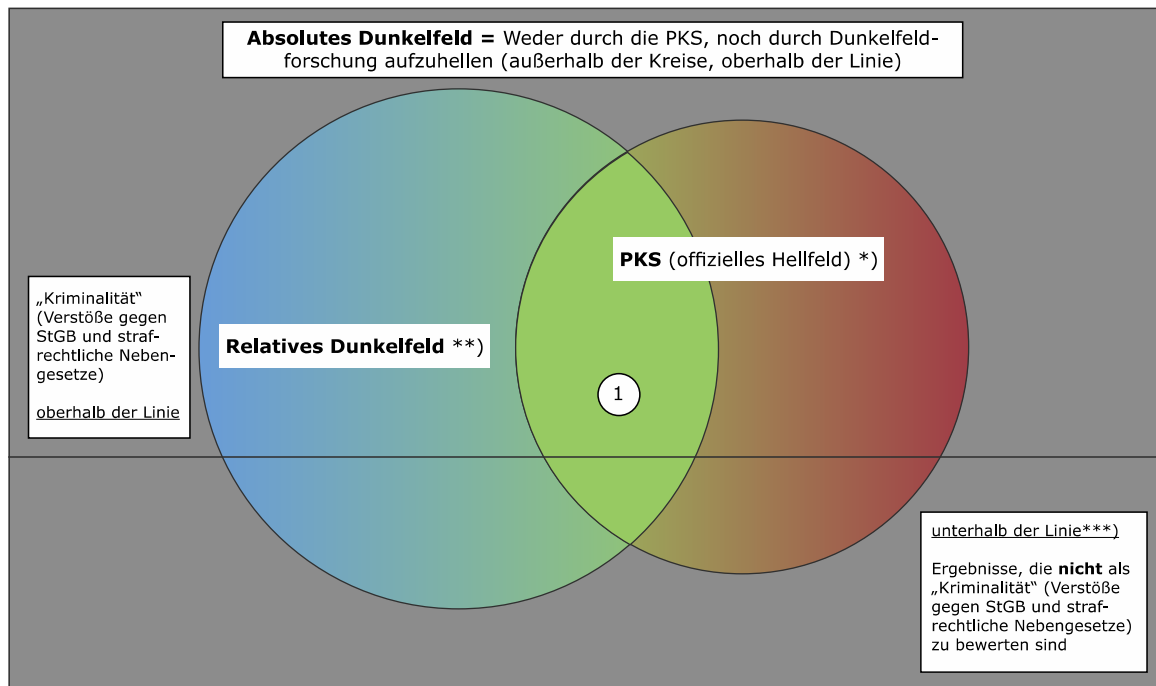 Absolutes Dunkelfeld = Weder durch die PKS, noch durch Dunkelfeld-
forschung aufzuhellen (außerhalb der Kreise, oberhalb der Linie)
PKS (offizielles Hellfeld) *)
„Kriminalität“
(Verstöße gegen
StGB und straf-
rechtliche Neben-
gesetze)
oberhalb der Linie
Relatives Dunkelfeld **)
1
unterhalb der Linie***)
Ergebnisse, die nicht als
„Kriminalität“ (Verstöße
gegen StGB und straf-
rechtliche Nebengesetze)
zu bewerten sind